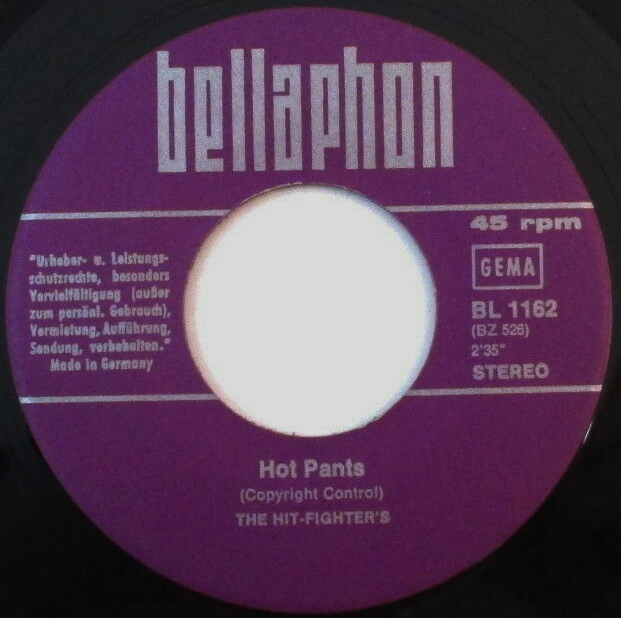 bellaphon
45 rpm
"Urheber- u. Leistungs-
schutzrechte, besonders
Vervielfältigung (außer
zum persönl. Gebrauch),
Vermietung, Aufführung,
Sendung, vorbehalten."
Made in Germany
GEMA
BL 1162
(BZ 526)
2'35"
STEREO
Hot Pants
(Copyright Control)
THE HIT-FIGHTER'S